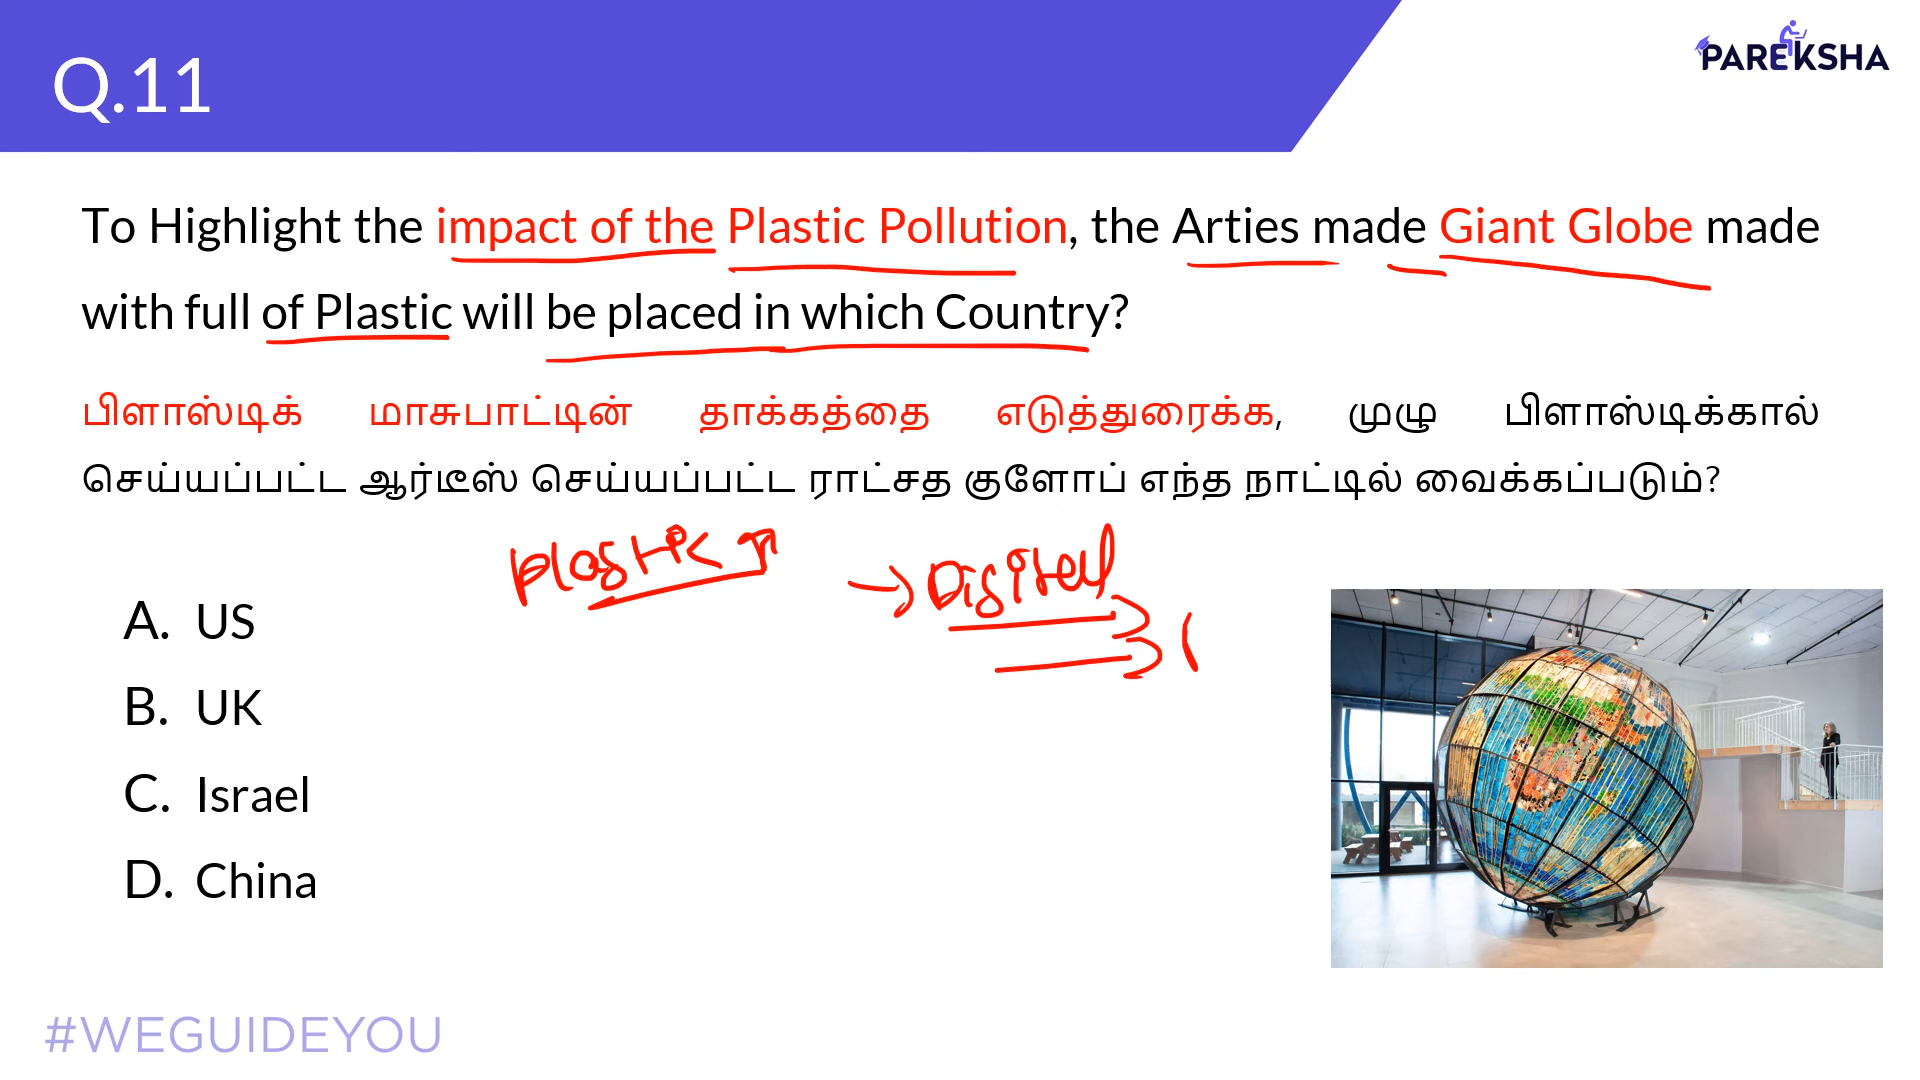 Q.11
PAREKSHA
To Highlight the impact of the Plastic Pollution, the Arties made Giant Globe made
with full of Plastic will be placed in which Country?
பிளாஸ்டிக் மாசுபாட்டின் தாக்கத்தை எடுத்துரைக்க, முழு பிளாஸ்டிக்கால்
செய்யப்பட்ட ஆர்டீஸ் செய்யப்பட்ட ராட்சத குளோப் எந்த நாட்டில் வைக்கப்படும்?
Plastic
Digital
A. US
B. UK
C. Israel
D. China
#WEGUIDEYOU